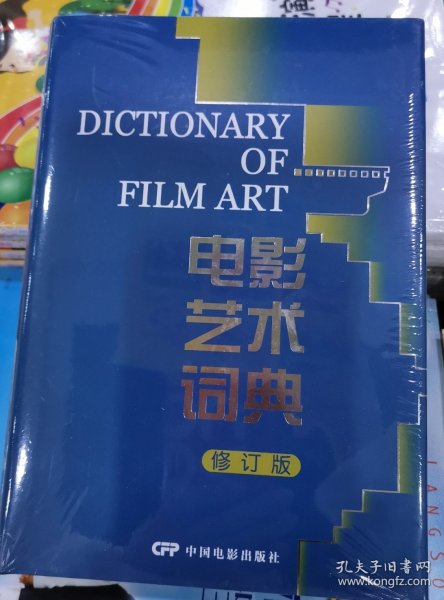 DICTIONARY
OF
FILM ART
电影
艺术
词典
修订版
CFP 中国电影出版社
JIANGSU
孔夫子旧书网
www.kongfz.com